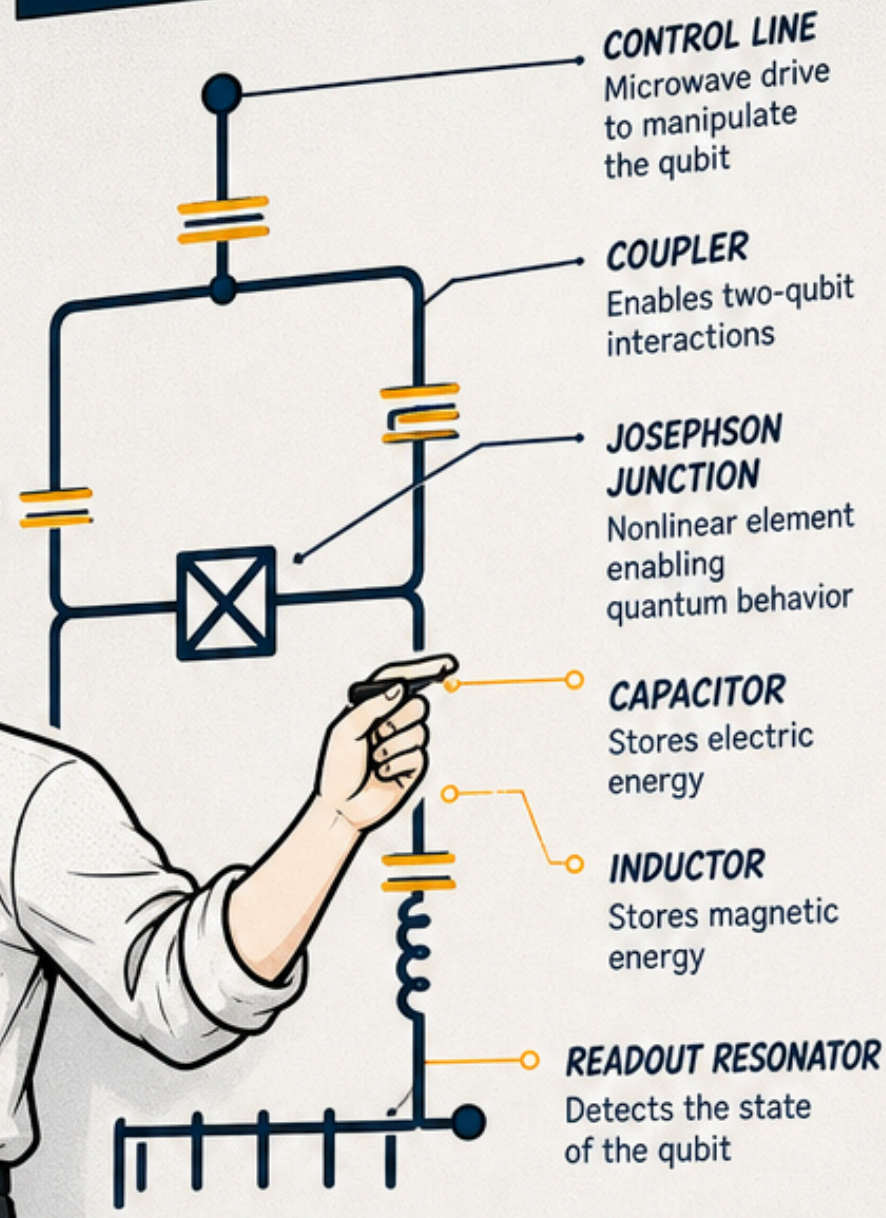 CONTROL LINE
Microwave drive
to manipulate
the qubit
COUPLER
Enables two-qubit
interactions
JOSEPHSON
JUNCTION
Nonlinear element
enabling
quantum behavior
CAPACITOR
Stores electric
energy
INDUCTOR
Stores magnetic
energy
READOUT RESONATOR
Detects the state
of the qubit